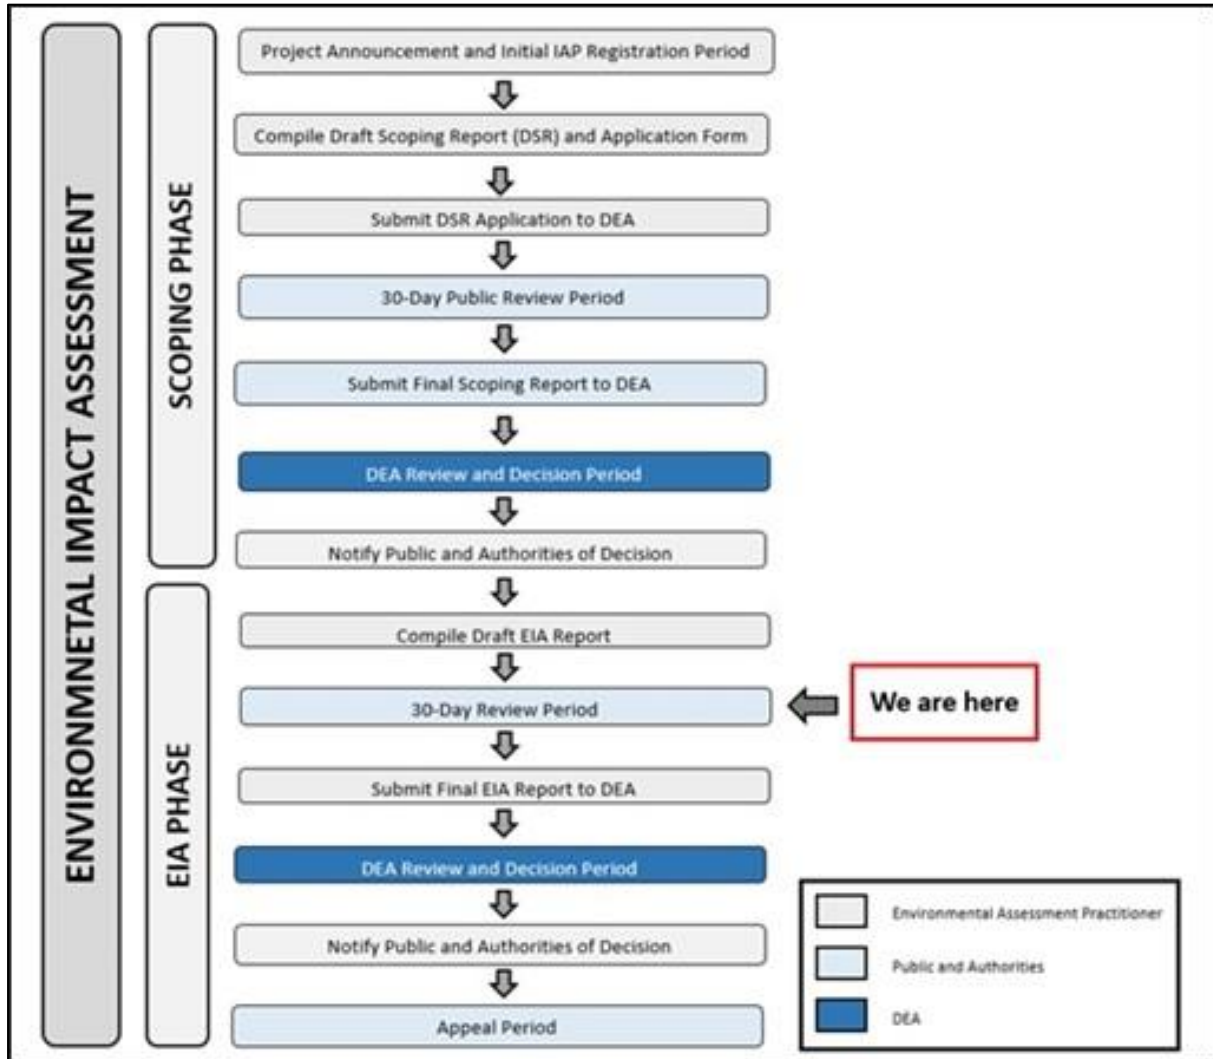 ENVIRONMNETAL IMPACT ASSESSMENT
SCOPING PHASE
Project Announcement and Initial IAP Registration Period
Compile Draft Scoping Report (DSR) and Application Form
Submit DSR Application to DEA
30-Day Public Review Period
Submit Final Scoping Report to DEA
DEA Review and Decision Period
Notify Public and Authorities of Decision
EIA PHASE
Compile Draft EIA Report
30-Day Review Period
We are here
Submit Final EIA Report to DEA
DEA Review and Decision Period
Notify Public and Authorities of Decision
Appeal Period
Environmental Assessment Practitioner
Public and Authorities
DEA